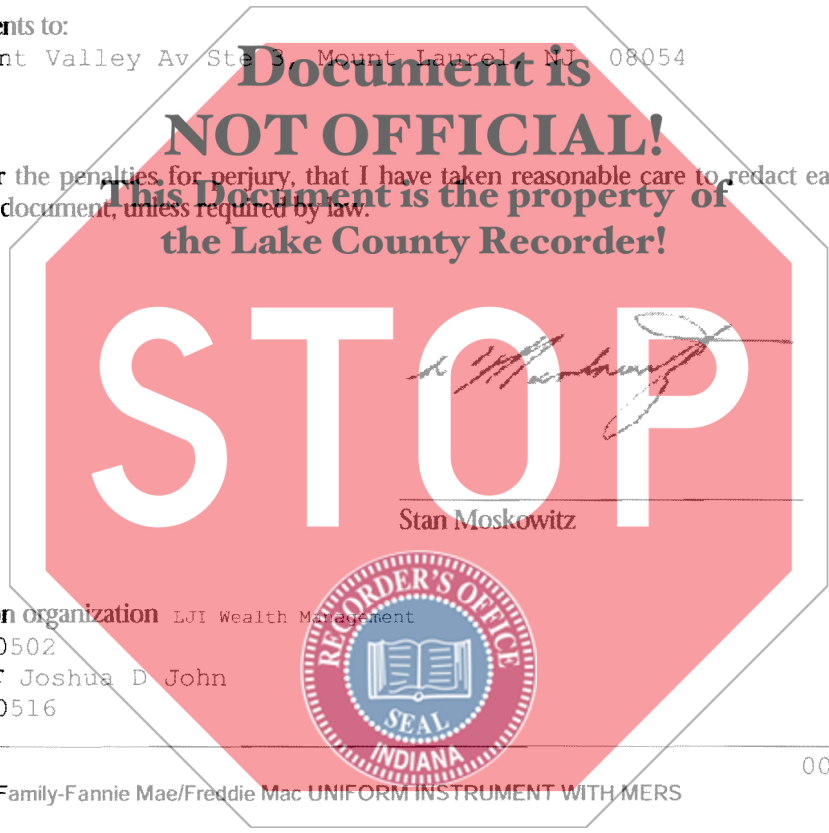 ents to:
nt Valley Av Ste 3, Mount Laurel, NJ 08054
Document is
NOT OFFICIAL!
r the penalties for perjury, that I have taken reasonable care to redact ea
This Document is the property of
document, unless required by law.
the Lake County Recorder!
STOP
Stan Moskowitz
RECORDER'S OFFICE
SEAL
INDIANA
n organization LJI Wealth Management
0502
f Joshua D John
0516
00
Family-Fannie Mae/Freddie Mac UNIFORM INSTRUMENT WITH MERS